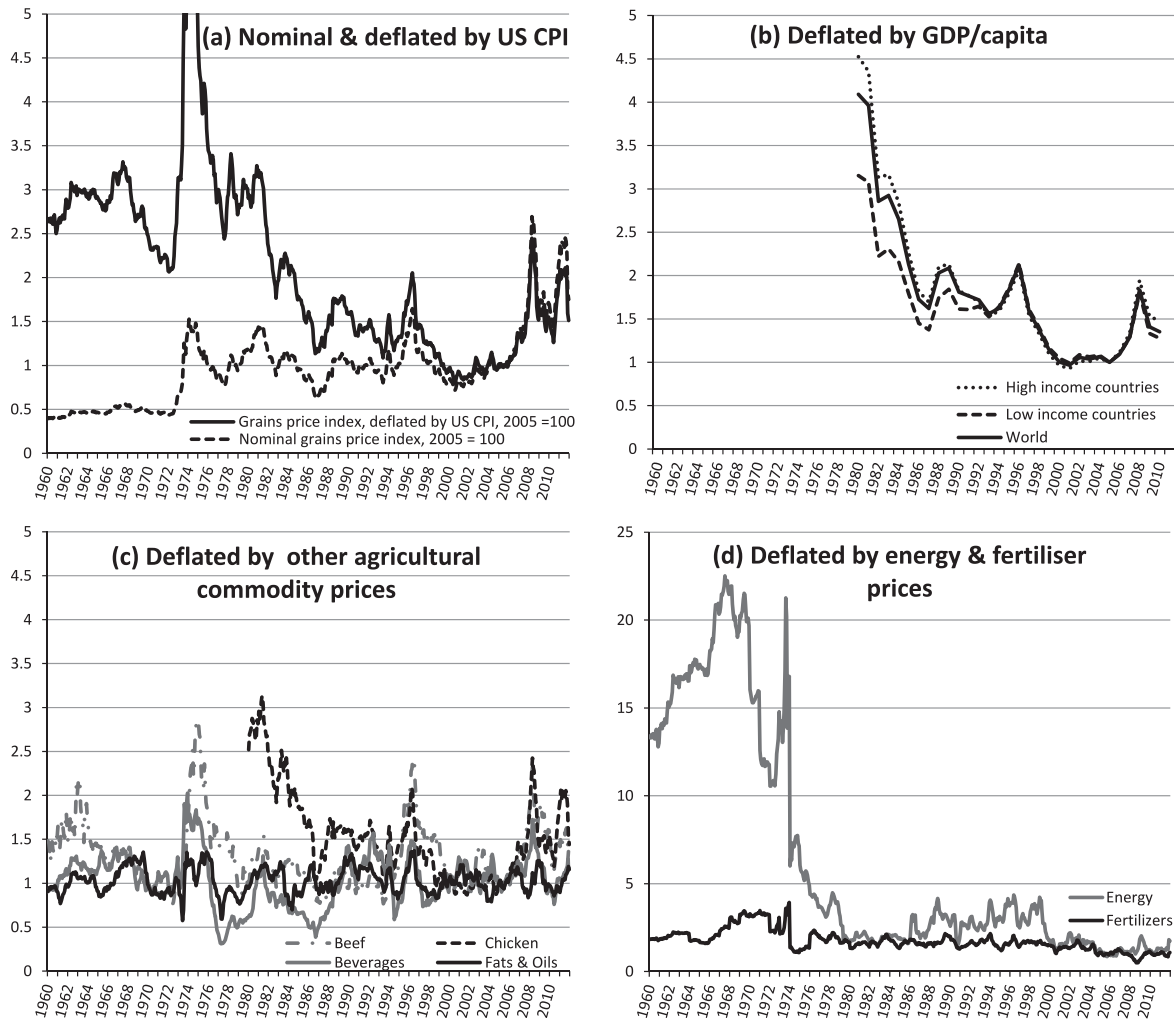 (a) Nominal & deflated by US CPI
5
4.5
4
3.5
3
2.5
2
1.5
1
0.5
0
Grains price index, deflated by US CPI, 2005 =100
Nominal grains price index, 2005 = 100
1960 1962 1964 1966 1968 1970 1972 1974 1976 1978 1980 1982 1984 1986 1988 1990 1992 1994 1996 1998 2000 2002 2004 2006 2008 2010
(b) Deflated by GDP/capita
5
4.5
4
3.5
3
2.5
2
1.5
1
0.5
0
High income countries
Low income countries
World
1960 1962 1964 1966 1968 1970 1972 1974 1976 1978 1980 1982 1984 1986 1988 1990 1992 1994 1996 1998 2000 2002 2004 2006 2008 2010
(c) Deflated by other agricultural
commodity prices
5
4.5
4
3.5
3
2.5
2
1.5
1
0.5
0
Beef Chicken
Beverages Fats & Oils
1960 1962 1964 1966 1968 1970 1972 1974 1976 1978 1980 1982 1984 1986 1988 1990 1992 1994 1996 1998 2000 2002 2004 2006 2008 2010
(d) Deflated by energy & fertiliser
prices
25
20
15
10
5
0
Energy
Fertilizers
1960 1962 1964 1966 1968 1970 1972 1974 1976 1978 1980 1982 1984 1986 1988 1990 1992 1994 1996 1998 2000 2002 2004 2006 2008 2010